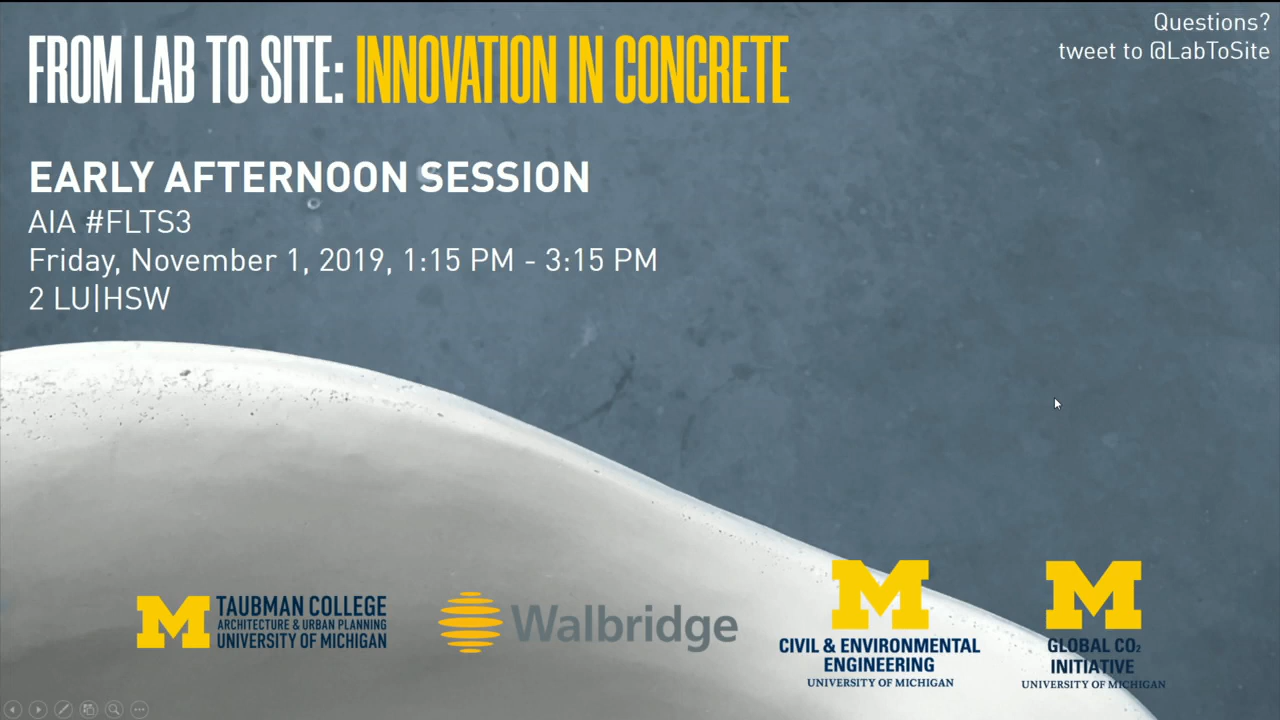 Questions?
tweet to @LabToSite
FROM LAB TO SITE: INNOVATION IN CONCRETE
EARLY AFTERNOON SESSION
AIA #FLTS3
Friday, November 1, 2019, 1:15 PM - 3:15 PM
2 LU|HSW
M TAUBMAN COLLEGE
ARCHITECTURE & URBAN PLANNING
UNIVERSITY OF MICHIGAN
Walbridge
M
CIVIL & ENVIRONMENTAL
ENGINEERING
UNIVERSITY OF MICHIGAN
M
GLOBAL CO₂
INITIATIVE
UNIVERSITY OF MICHIGAN